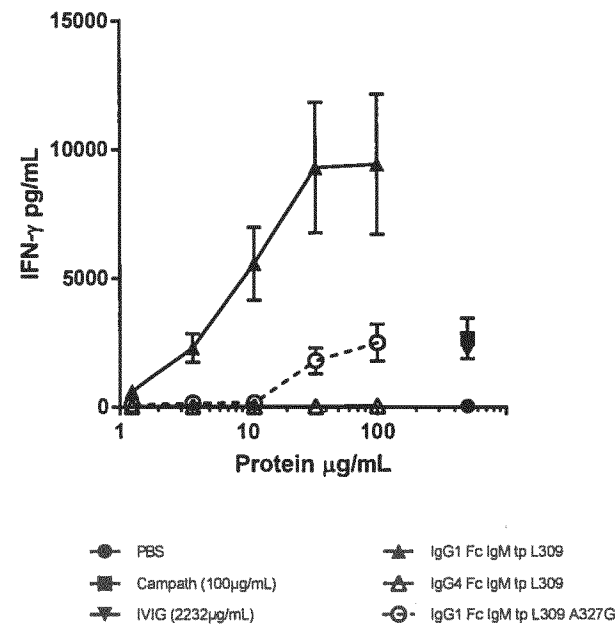 15000
10000
5000
0
IFN-γ pg/mL
1 10 100
Protein µg/mL
PBS
Campath (100µg/mL)
IVIG (2232µg/mL)
IgG1 Fc IgM tp L309
IgG4 Fc IgM tp L309
IgG1 Fc IgM tp L309 A327G